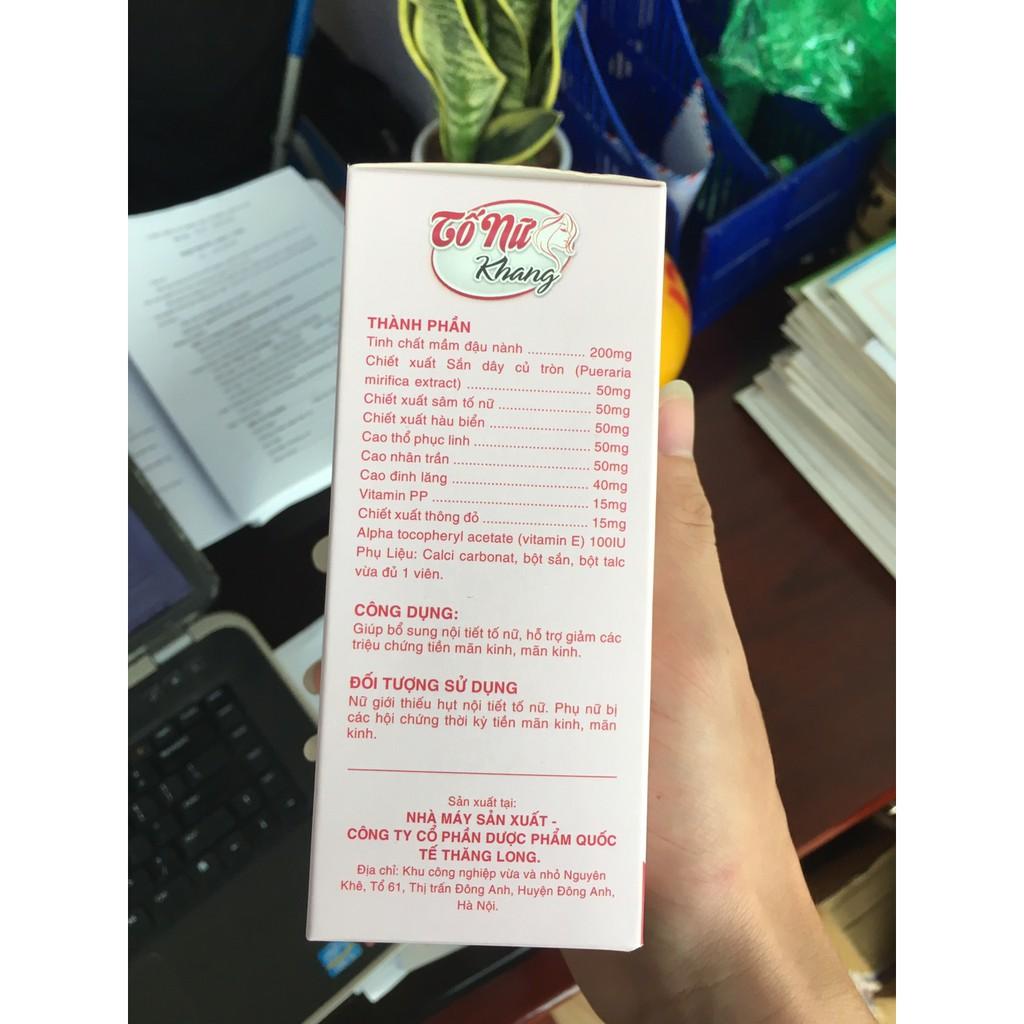 Tố Nữ
Khang
THÀNH PHẦN
Tinh chất mầm đậu nành ............... 200mg
Chiết xuất Sắn dây củ tròn (Pueraria
mirifica extract) ............................... 50mg
Chiết xuất sâm tố nữ ........................ 50mg
Chiết xuất hàu biển .......................... 50mg
Cao thổ phục linh ............................. 50mg
Cao nhân trần ................................... 50mg
Cao đinh lăng ................................... 40mg
Vitamin PP ........................................ 15mg
Chiết xuất thông đỏ .......................... 15mg
Alpha tocopheryl acetate (vitamin E) 100IU
Phụ Liệu: Calci carbonat, bột sắn, bột talc
vừa đủ 1 viên.
CÔNG DỤNG:
Giúp bổ sung nội tiết tố nữ, hỗ trợ giảm các
triệu chứng tiền mãn kinh, mãn kinh.
ĐỐI TƯỢNG SỬ DỤNG
Nữ giới thiếu hụt nội tiết tố nữ. Phụ nữ bị
các hội chứng thời kỳ tiền mãn kinh, mãn
kinh.
Sản xuất tại:
NHÀ MÁY SẢN XUẤT -
CÔNG TY CỔ PHẦN DƯỢC PHẨM QUỐC
TẾ THĂNG LONG.
Địa chỉ: Khu công nghiệp vừa và nhỏ Nguyên
Khê, Tổ 61, Thị trấn Đông Anh, Huyện Đông Anh,
Hà Nội.